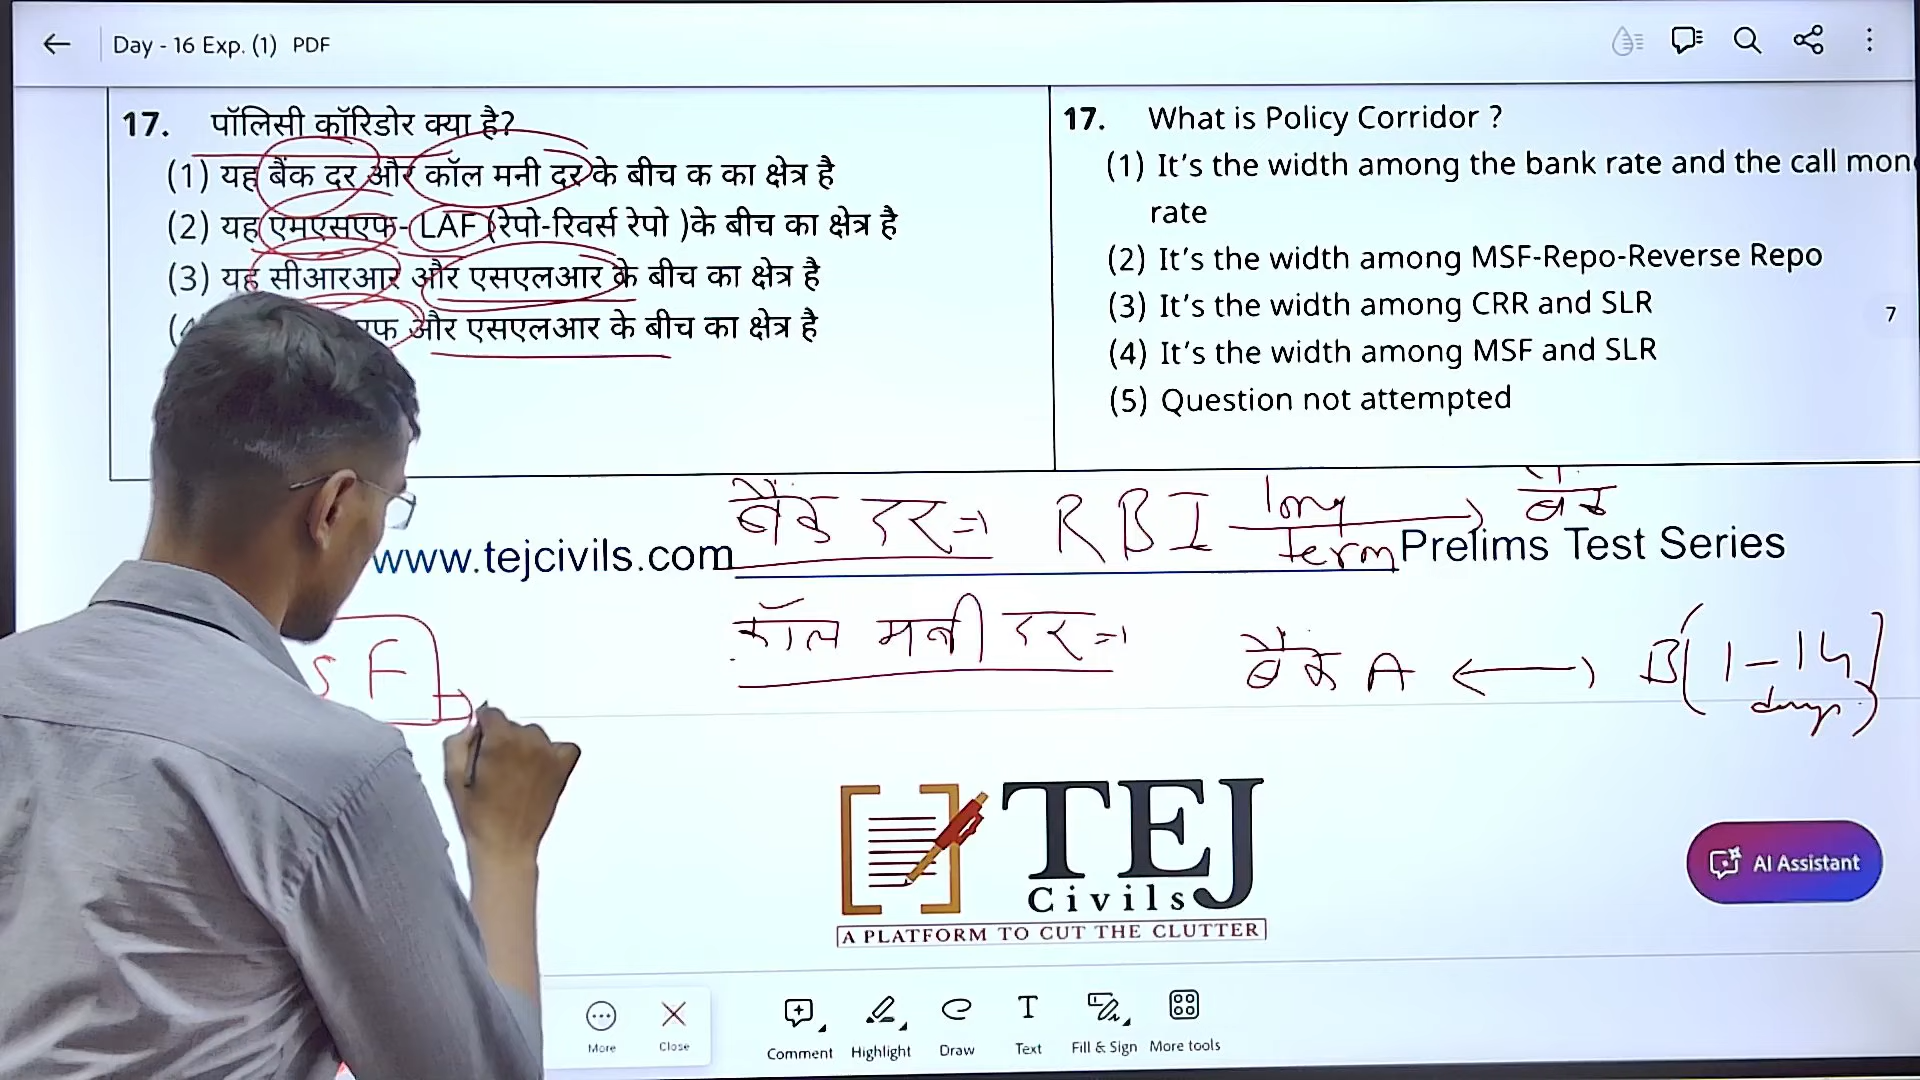 Day - 16 Exp. (1) PDF
17. पॉलिसी कॉरिडोर क्या है?
(1) यह बैंक दर और कॉल मनी दर के बीच क का क्षेत्र है
(2) यह एमएसएफ- LAF (रेपो-रिवर्स रेपो )के बीच का क्षेत्र है
(3) यह सीआरआर और एसएलआर के बीच का क्षेत्र है
और एसएलआर के बीच का क्षेत्र है
17. What is Policy Corridor ?
(1) It's the width among the bank rate and the call mon
rate
(2) It's the width among MSF-Repo-Reverse Repo
(3) It's the width among CRR and SLR
(4) It's the width among MSF and SLR
(5) Question not attempted
7
बैंक दर⇒ RBI long term बैंक
www.tejcivils.com Prelims Test Series
कॉल मनी दर⇒ बैंक A ⟷ B (1-14 days)
SF
TEJ
Civils
A PLATFORM TO CUT THE CLUTTER
AI Assistant
More Close Comment Highlight Draw Text Fill & Sign More tools